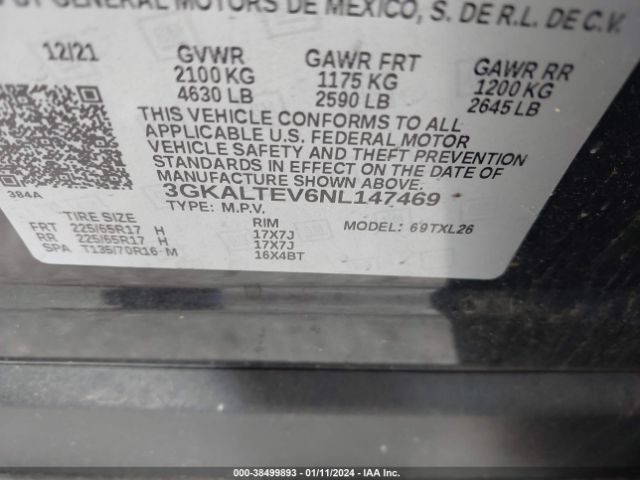 GENERAL MOTORS DE MEXICO, S. DE R.L. DE C.V.
12/21 GVWR GAWR FRT GAWR RR
2100 KG 1175 KG 1200 KG
4630 LB 2590 LB 2645 LB
THIS VEHICLE CONFORMS TO ALL
APPLICABLE U.S. FEDERAL MOTOR
VEHICLE SAFETY AND THEFT PREVENTION
STANDARDS IN EFFECT ON THE DATE OF
MANUFACTURE SHOWN ABOVE.
384A 3GKALTEV6NL147469
TYPE: M.P.V.
TIRE SIZE RIM MODEL: 69TXL26
FRT 225/65R17 H 17X7J
RR 225/65R17 H 17X7J
SPA T135/70R16-M 16X4BT
000-38499893 - 01/11/2024 - IAA Inc.